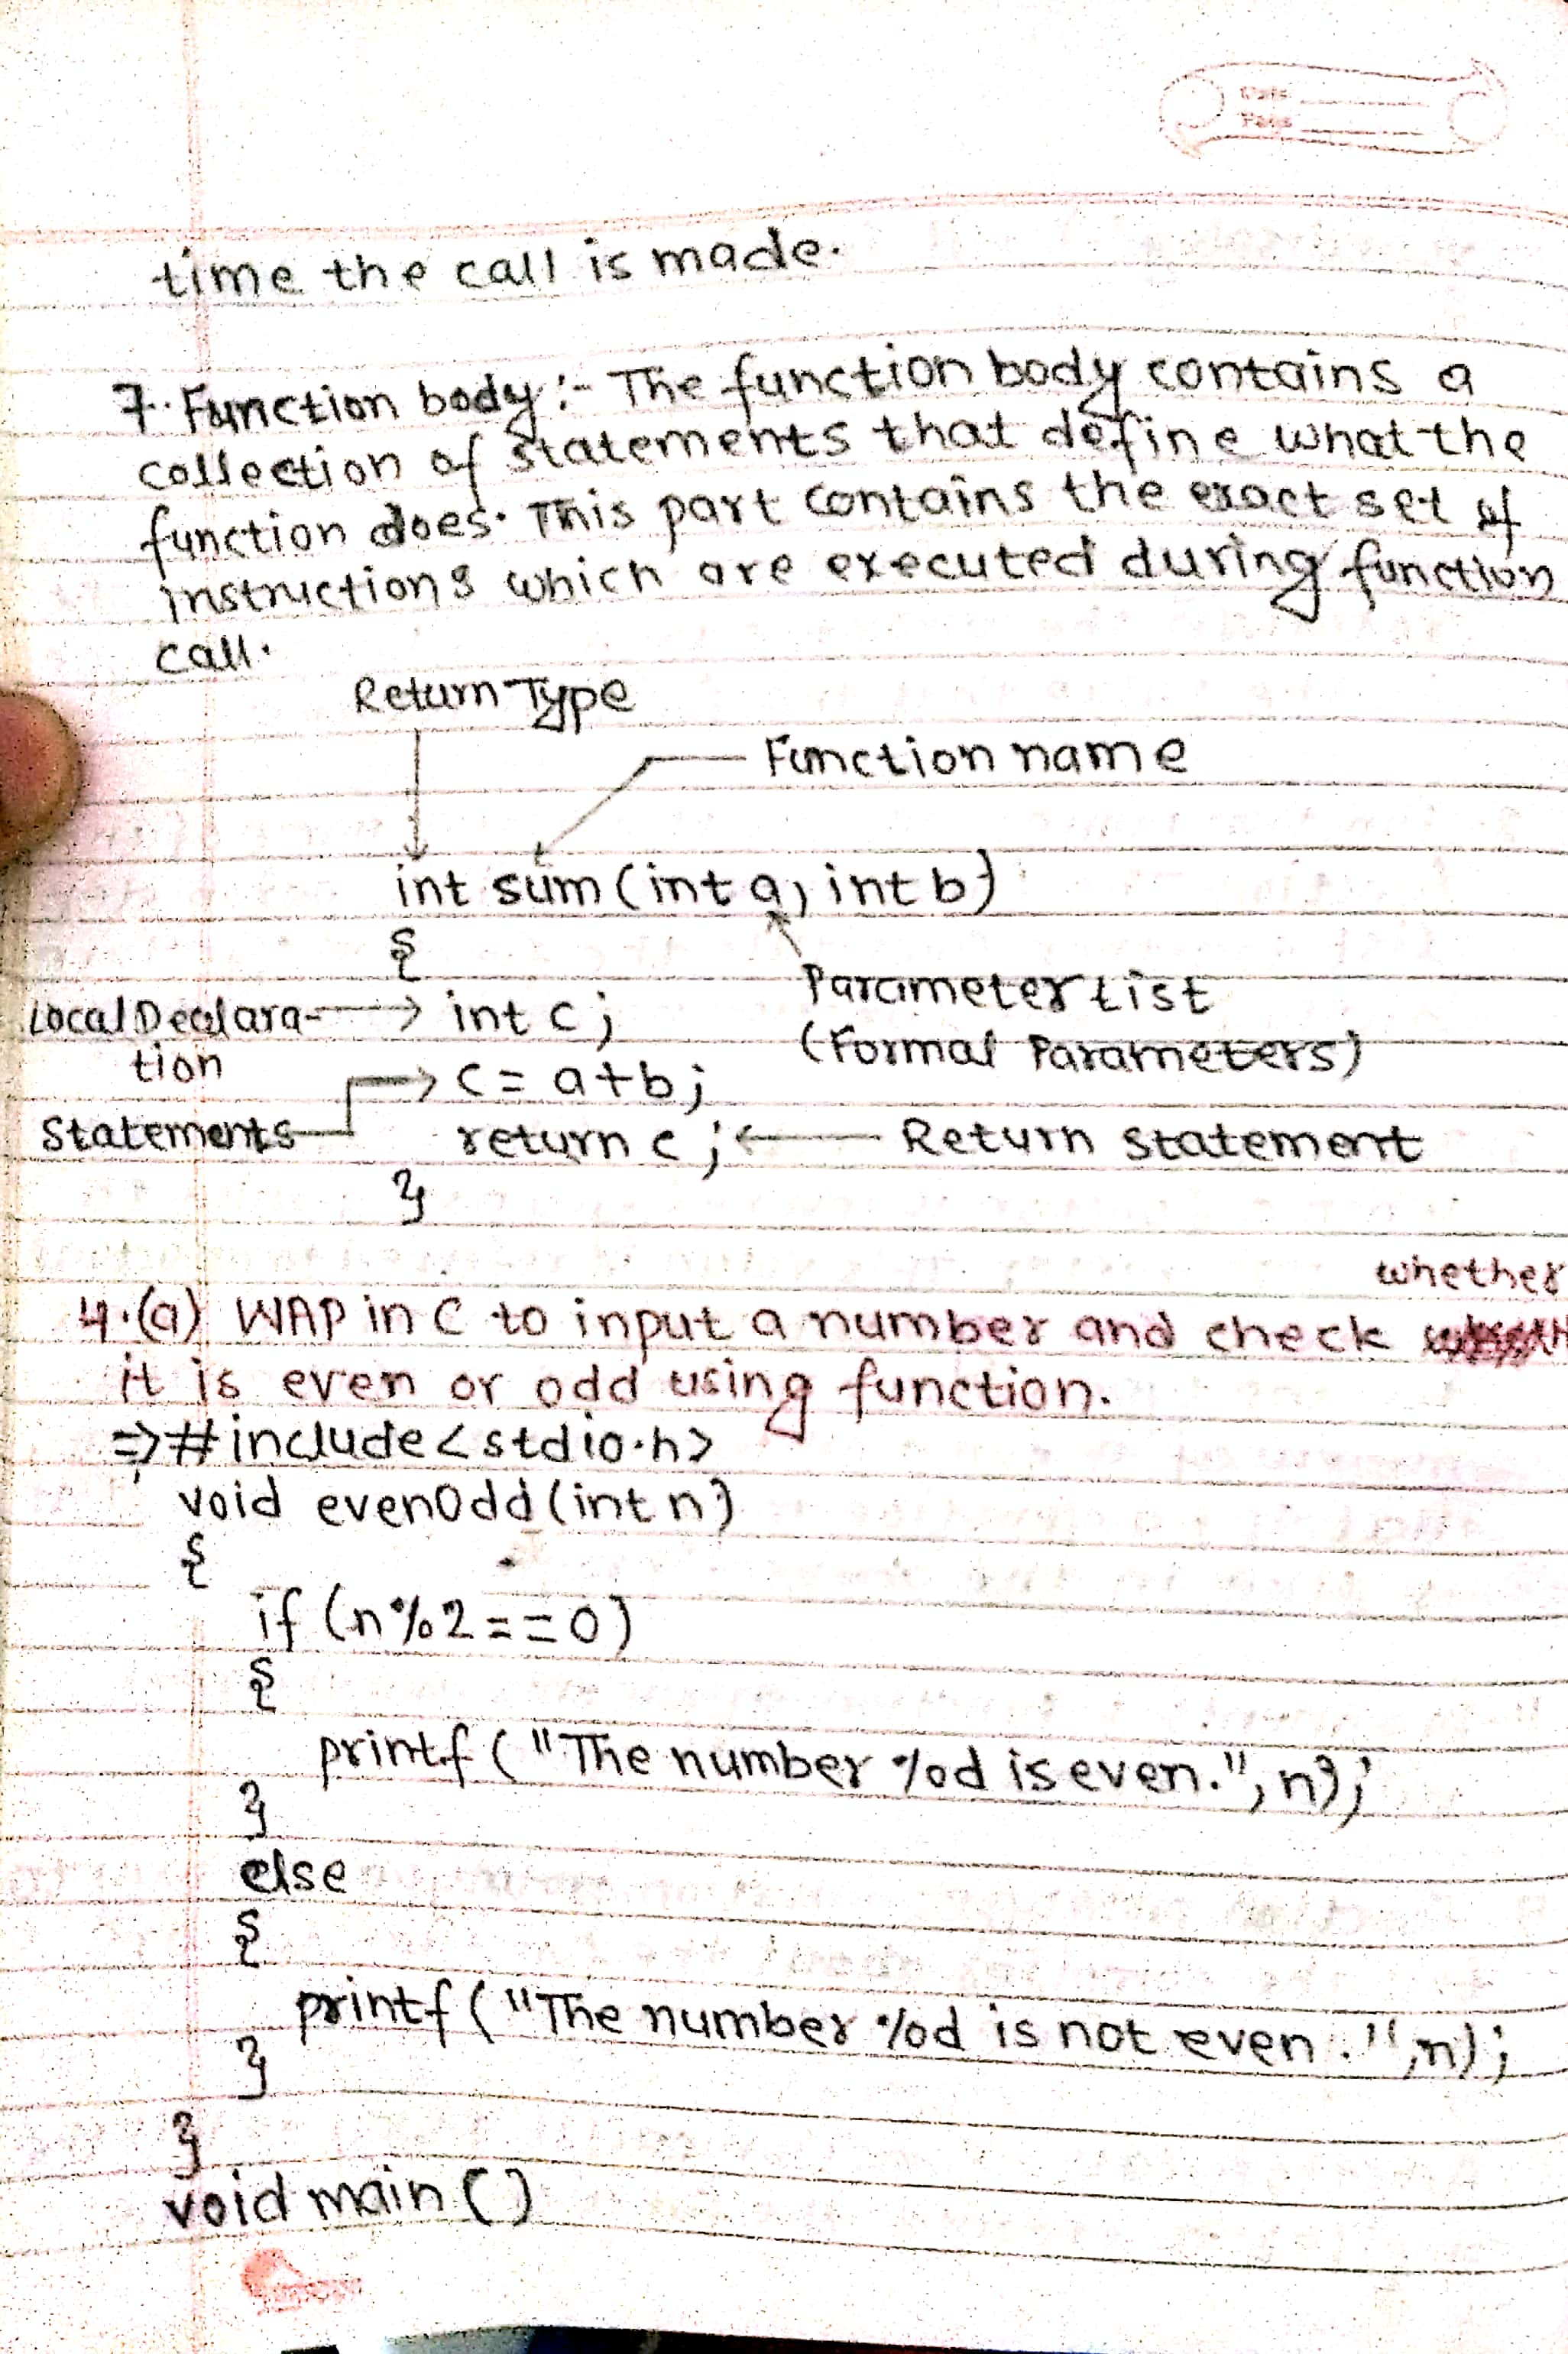 Date
Page
time the call is made.
7. Function body :- The function body contains a
collection of statements that define what the
function does. This part contains the exact set of
instructions which are executed during function
call.
Return Type
Function name
int sum (int a, int b)
{
Parameter List
Local Declara- int c;
(Formal Parameters)
tion
c = a+b;
Statements
return c; Return statement
}
whether
4.(a) WAP in C to input a number and check
it is even or odd using function.
⇒ #include<stdio.h>
void evenOdd (int n)
{
if (n%2==0)
{
printf ("The number %d is even.", n);
}
else
{
printf ("The number %d is not even.", n);
}
}
void main ()